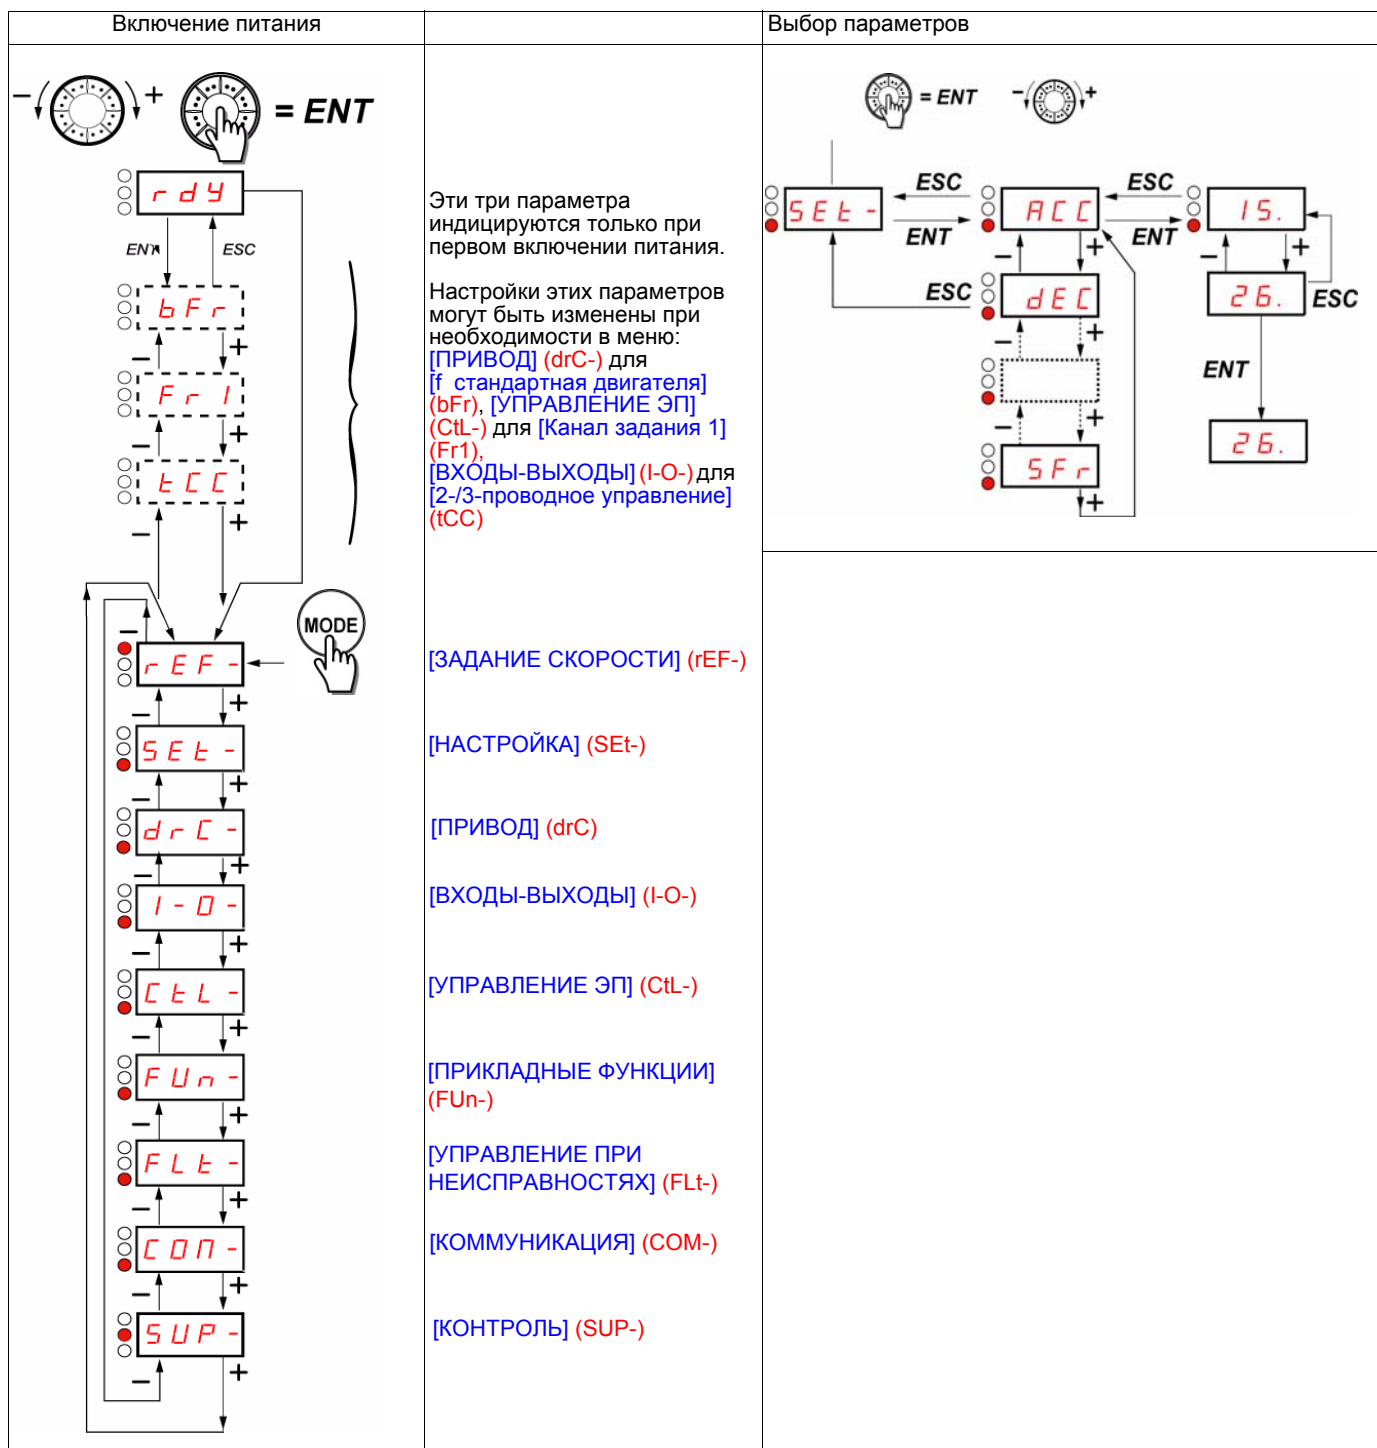 Включение питания
Выбор параметров
− + = ENT
rdY
ENT ESC
bFr
− +
Fr1
− +
tCC
− +
MODE
−
rEF-
− +
SEt-
− +
drC-
− +
I-O-
− +
CtL-
− +
FUn-
− +
FLt-
− +
COM-
− +
SUP-
− +
Эти три параметра
индицируются только при
первом включении питания.
Настройки этих параметров
могут быть изменены при
необходимости в меню:
[ПРИВОД] (drC-) для
[f стандартная двигателя]
(bFr), [УПРАВЛЕНИЕ ЭП]
(CtL-) для [Канал задания 1]
(Fr1),
[ВХОДЫ-ВЫХОДЫ] (I-O-) для
[2-/3-проводное управление]
(tCC)
[ЗАДАНИЕ СКОРОСТИ] (rEF-)
[НАСТРОЙКА] (SEt-)
[ПРИВОД] (drC)
[ВХОДЫ-ВЫХОДЫ] (I-O-)
[УПРАВЛЕНИЕ ЭП] (CtL-)
[ПРИКЛАДНЫЕ ФУНКЦИИ]
(FUn-)
[УПРАВЛЕНИЕ ПРИ
НЕИСПРАВНОСТЯХ] (FLt-)
[КОММУНИКАЦИЯ] (COM-)
[КОНТРОЛЬ] (SUP-)
= ENT − +
ESC ESC
SEt- ACC 15.
ENT ENT
− + − +
ESC dEC 26. ESC
− +
ENT
− +
SFr 26.
+